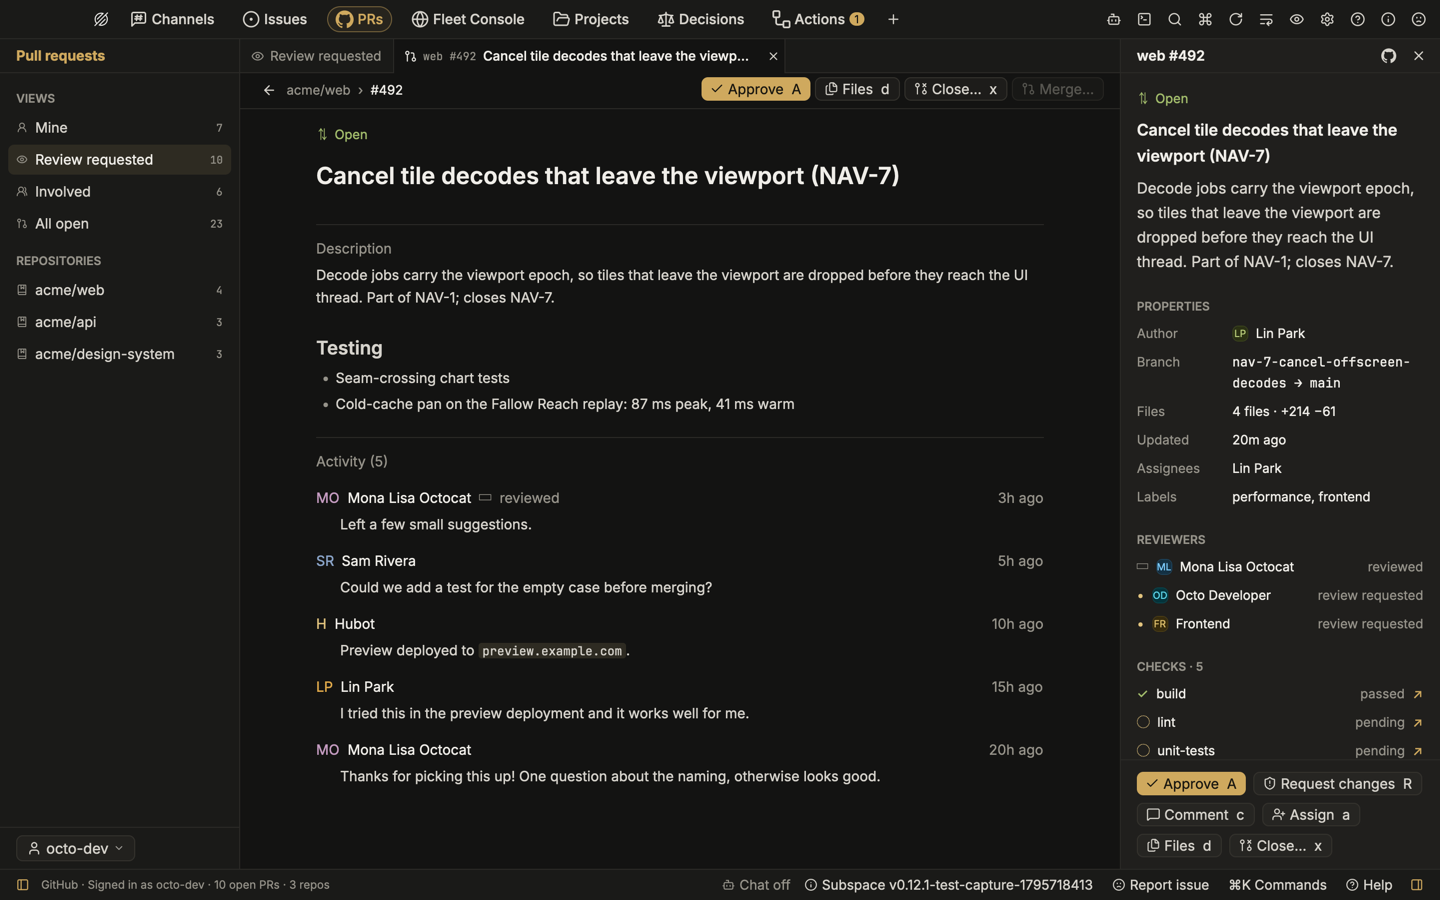 Channels
Issues
PRs
Fleet Console
Projects
Decisions
Actions 1
Pull requests
VIEWS
Mine 7
Review requested 10
Involved 6
All open 23
REPOSITORIES
acme/web 4
acme/api 3
acme/design-system 3
octo-dev
Review requested
web #492 Cancel tile decodes that leave the viewp...
acme/web › #492
Approve A
Files d
Close... x
Merge...
Open
Cancel tile decodes that leave the viewport (NAV-7)
Description
Decode jobs carry the viewport epoch, so tiles that leave the viewport are dropped before they reach the UI
thread. Part of NAV-1; closes NAV-7.
Testing
• Seam-crossing chart tests
• Cold-cache pan on the Fallow Reach replay: 87 ms peak, 41 ms warm
Activity (5)
MO Mona Lisa Octocat reviewed 3h ago
Left a few small suggestions.
SR Sam Rivera 5h ago
Could we add a test for the empty case before merging?
H Hubot 10h ago
Preview deployed to preview.example.com.
LP Lin Park 15h ago
I tried this in the preview deployment and it works well for me.
MO Mona Lisa Octocat 20h ago
Thanks for picking this up! One question about the naming, otherwise looks good.
web #492
Open
Cancel tile decodes that leave the
viewport (NAV-7)
Decode jobs carry the viewport epoch,
so tiles that leave the viewport are
dropped before they reach the UI
thread. Part of NAV-1; closes NAV-7.
PROPERTIES
Author LP Lin Park
Branch nav-7-cancel-offscreen-
decodes → main
Files 4 files · +214 −61
Updated 20m ago
Assignees Lin Park
Labels performance, frontend
REVIEWERS
ML Mona Lisa Octocat reviewed
OD Octo Developer review requested
FR Frontend review requested
CHECKS · 5
build passed
lint pending
unit-tests pending
Approve A
Request changes R
Comment c
Assign a
Files d
Close... x
GitHub · Signed in as octo-dev · 10 open PRs · 3 repos
Chat off
Subspace v0.12.1-test-capture-1795718413
Report issue
⌘K Commands
Help